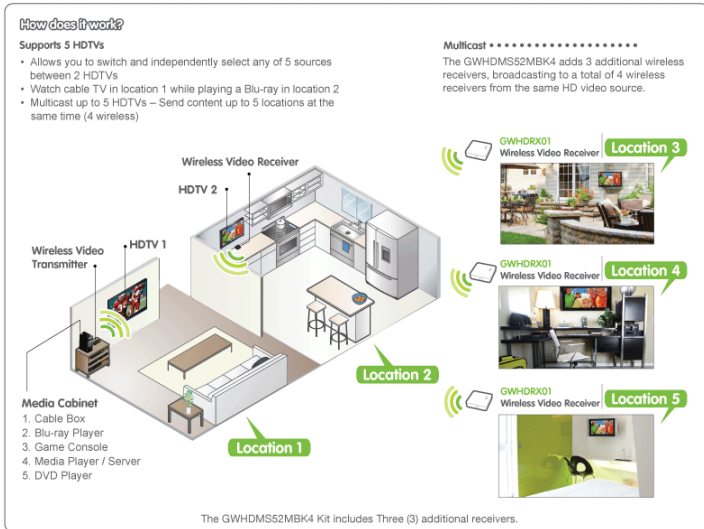 How does it work?
Supports 5 HDTVs
• Allows you to switch and independently select any of 5 sources
between 2 HDTVs
• Watch cable TV in location 1 while playing a Blu-ray in location 2
• Multicast up to 5 HDTVs – Send content up to 5 locations at the
same time (4 wireless)
Multicast
The GWHDMS52MBK4 adds 3 additional wireless
receivers, broadcasting to a total of 4 wireless
receivers from the same HD video source.
Wireless Video Receiver
HDTV 2
HDTV 1
Wireless Video
Transmitter
Media Cabinet
1. Cable Box
2. Blu-ray Player
3. Game Console
4. Media Player / Server
5. DVD Player
Location 1
Location 2
GWHDRX01
Wireless Video Receiver
Location 3
GWHDRX01
Wireless Video Receiver
Location 4
GWHDRX01
Wireless Video Receiver
Location 5
The GWHDMS52MBK4 Kit includes Three (3) additional receivers.